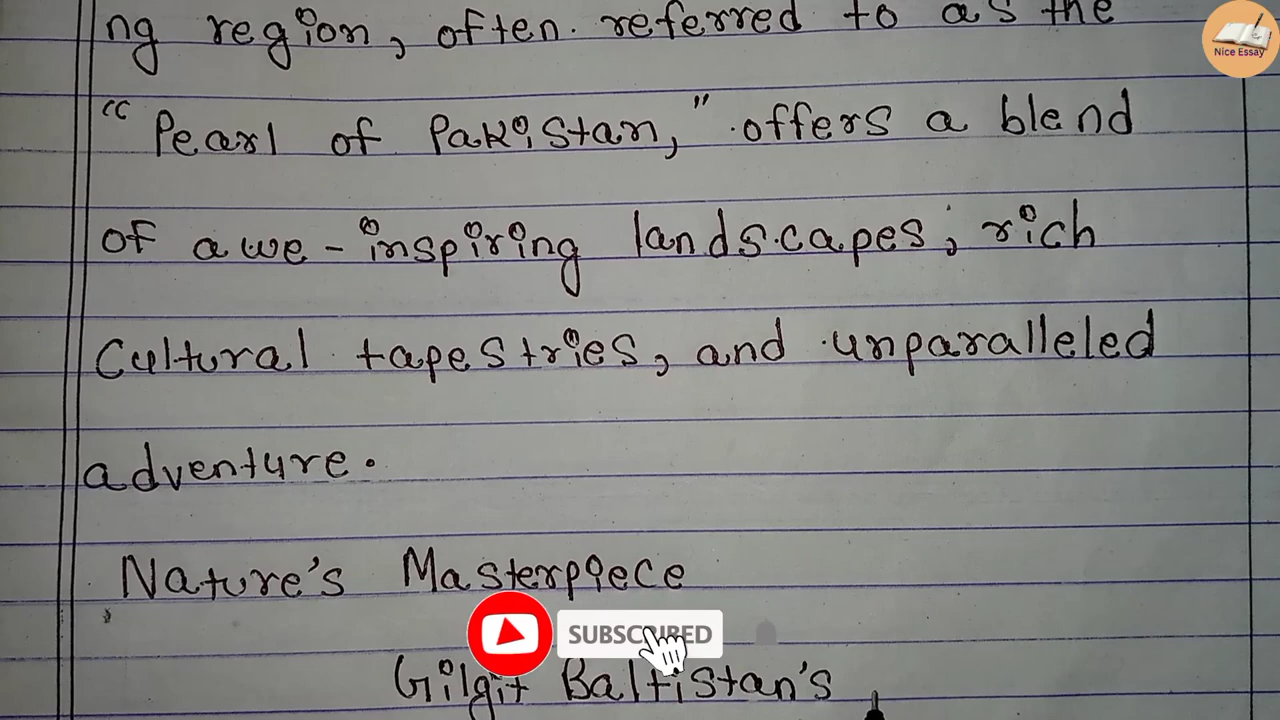 ng region, often referred to as the
Nice Essay
"Pearl of Pakistan," offers a blend
of awe-inspiring landscapes, rich
Cultural tapestries, and unparalleled
adventure.
Nature's Masterpiece
SUBSCRIBED
Gilgit Baltistan's